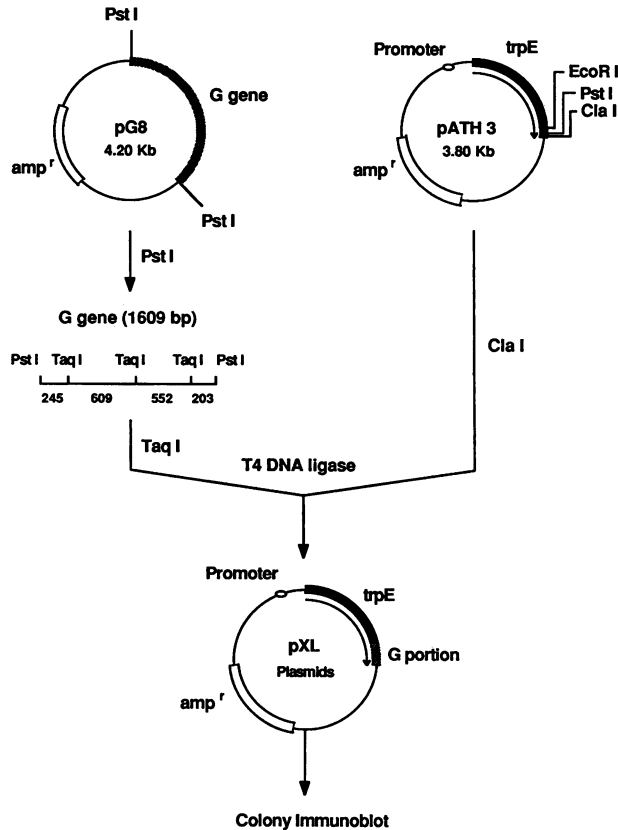 Pst I
G gene
pG8
4.20 Kb
amp r
Pst I
Promoter
trpE
EcoR I
Pst I
Cla I
pATH 3
3.80 Kb
amp r
Pst I
G gene (1609 bp)
Pst I Taq I Taq I Taq I Pst I
245 609 552 203
Cla I
Taq I
T4 DNA ligase
Promoter
trpE
pXL
Plasmids
G portion
amp r
Colony Immunoblot